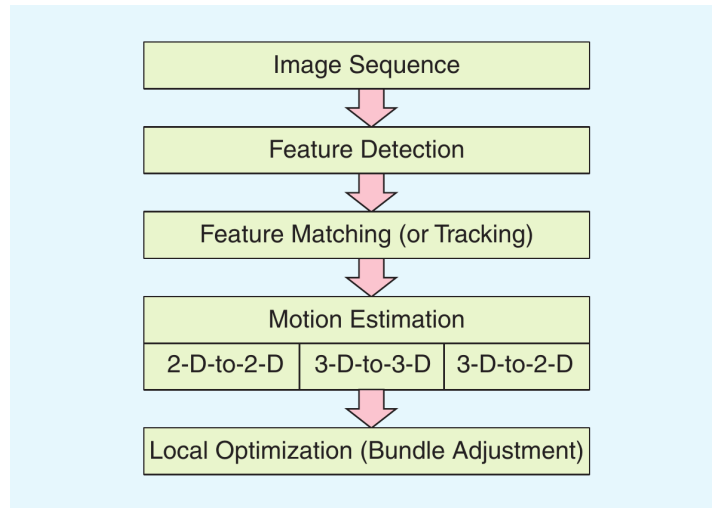 Image Sequence
Feature Detection
Feature Matching (or Tracking)
Motion Estimation
2-D-to-2-D 3-D-to-3-D 3-D-to-2-D
Local Optimization (Bundle Adjustment)